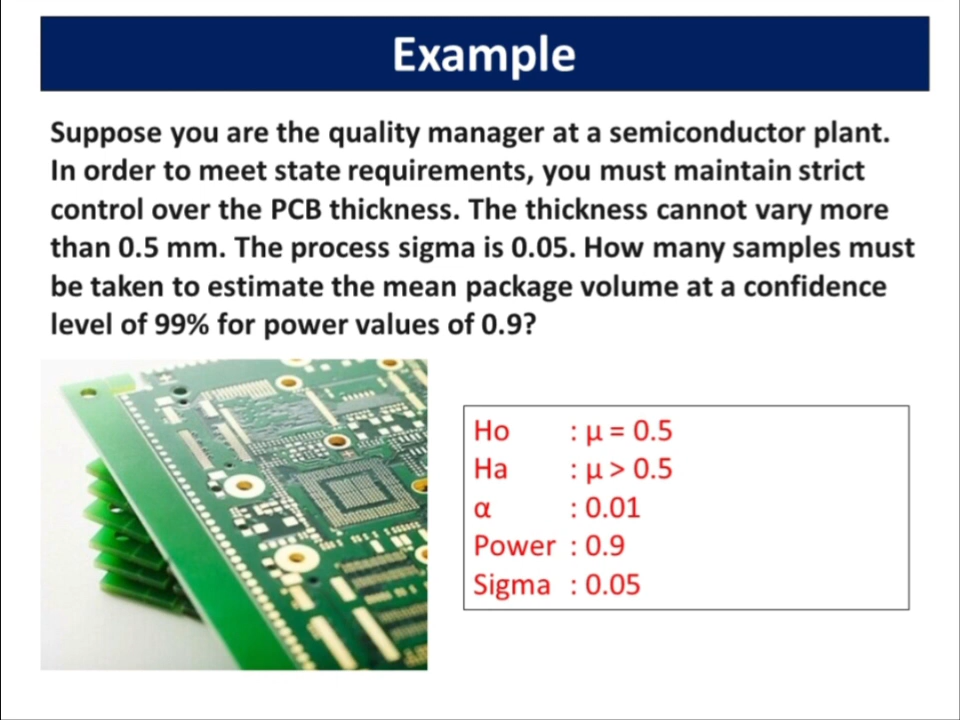 Example
Suppose you are the quality manager at a semiconductor plant.
In order to meet state requirements, you must maintain strict
control over the PCB thickness. The thickness cannot vary more
than 0.5 mm. The process sigma is 0.05. How many samples must
be taken to estimate the mean package volume at a confidence
level of 99% for power values of 0.9?
Ho : μ = 0.5
Ha : μ > 0.5
α : 0.01
Power : 0.9
Sigma : 0.05